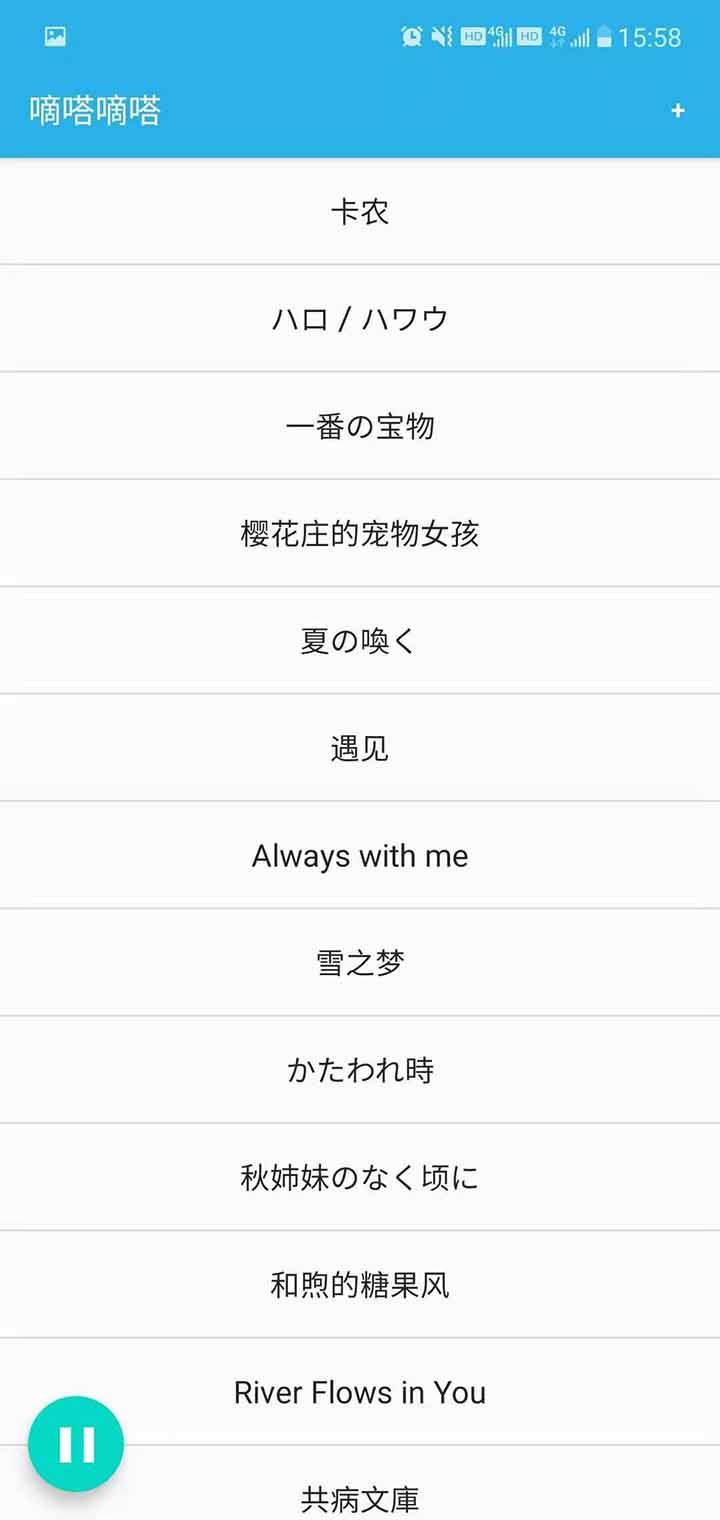 HD 4G HD 4G 15:58
嘀嗒嘀嗒 +
卡农
ハロ / ハワウ
一番の宝物
樱花庄的宠物女孩
夏の喚く
遇见
Always with me
雪之梦
かたわれ時
秋姉妹のなく顷に
和煦的糖果风
River Flows in You
共病文庫